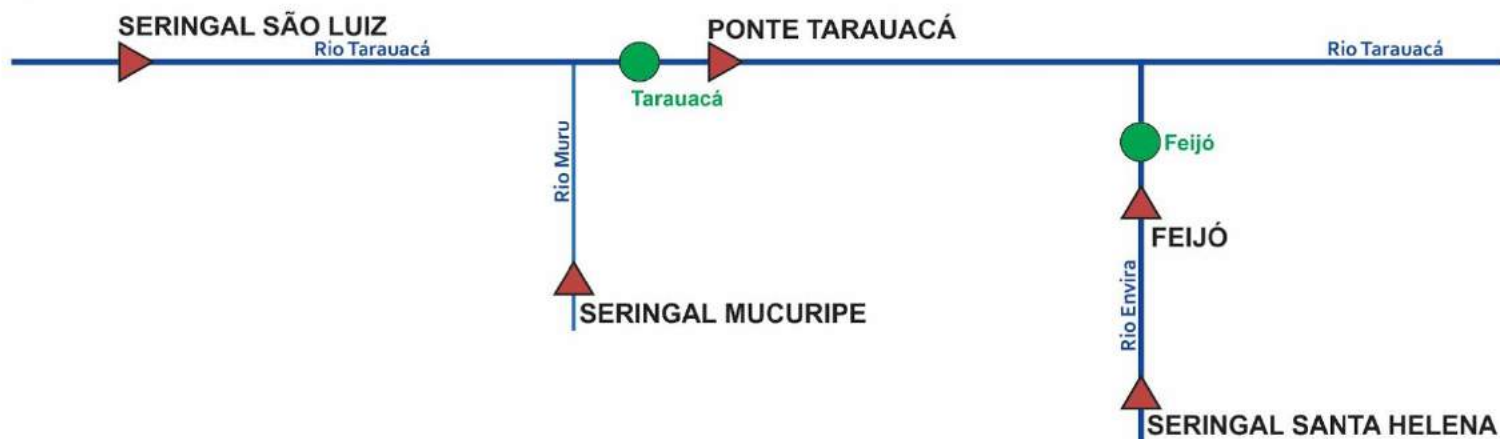 SERINGAL SÃO LUIZ
PONTE TARAUACÁ
Rio Tarauacá
Rio Tarauacá
Tarauacá
Rio Muru
Feijó
FEIJÓ
Rio Envira
SERINGAL MUCURIPE
SERINGAL SANTA HELENA